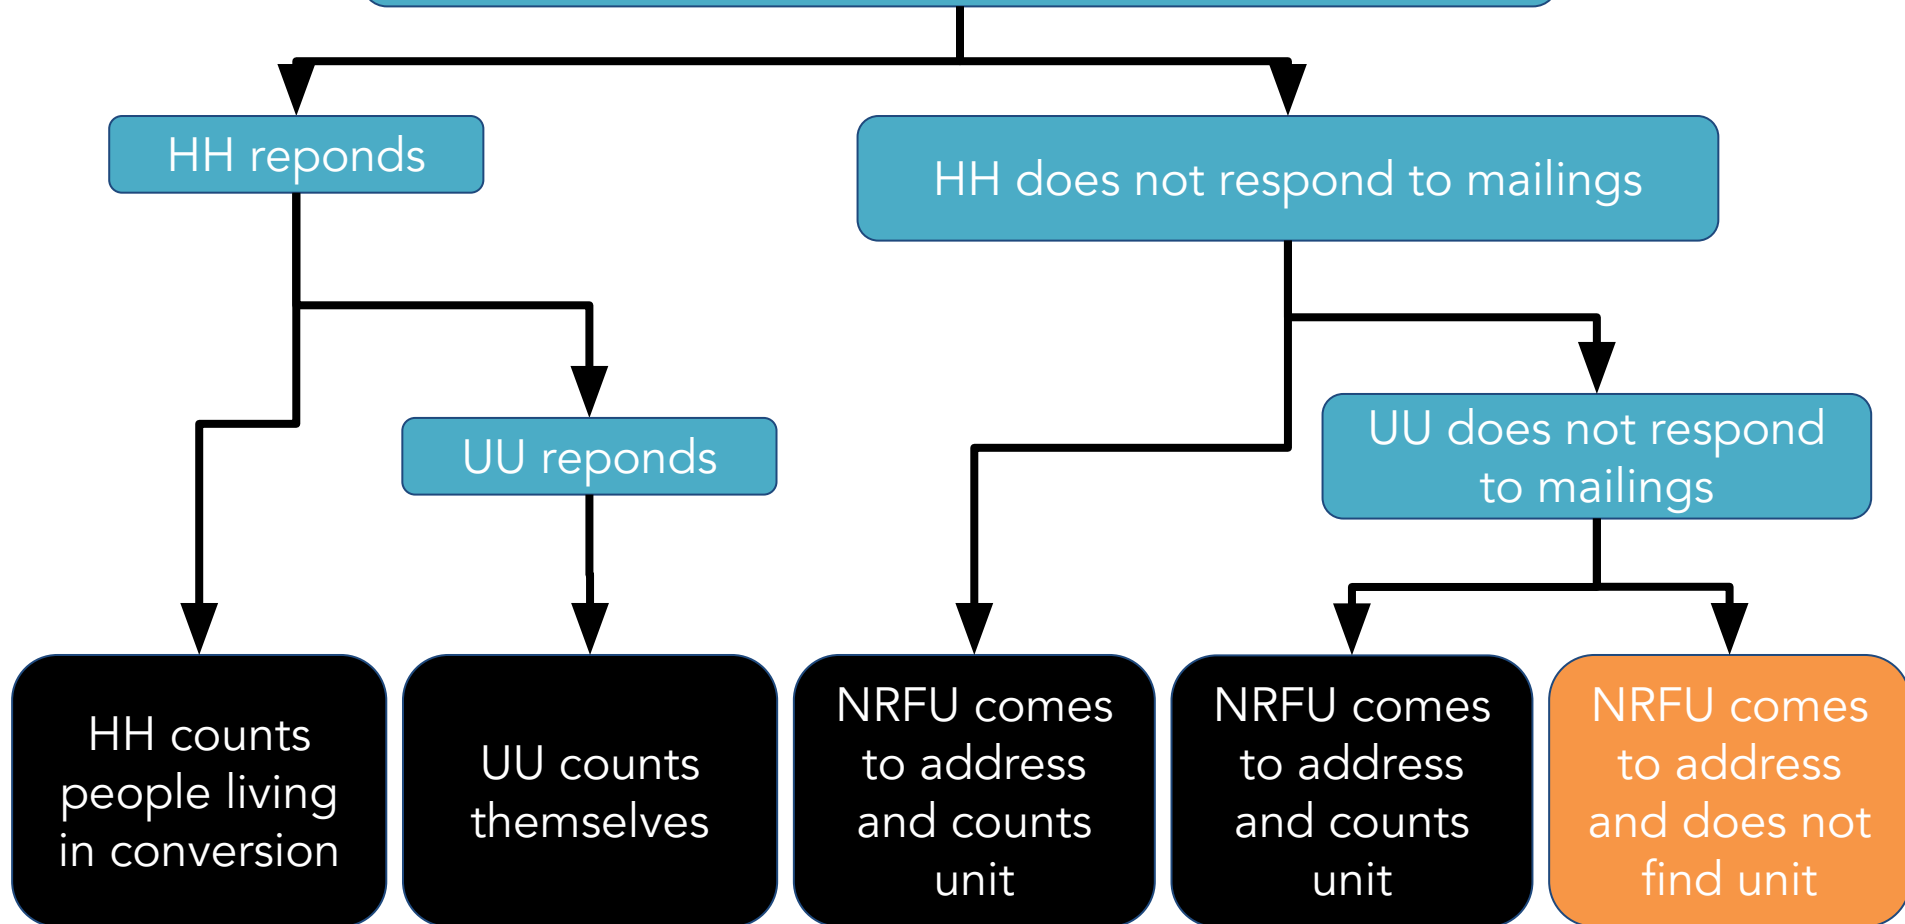 HH reponds
HH does not respond to mailings
UU reponds
UU does not respond
to mailings
HH counts
people living
in conversion
UU counts
themselves
NRFU comes
to address
and counts
unit
NRFU comes
to address
and counts
unit
NRFU comes
to address
and does not
find unit